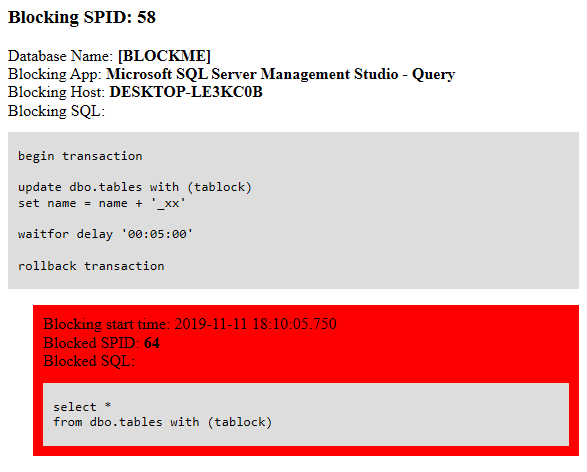 Blocking SPID: 58
Database Name: [BLOCKME]
Blocking App: Microsoft SQL Server Management Studio - Query
Blocking Host: DESKTOP-LE3KC0B
Blocking SQL:
begin transaction
update dbo.tables with (tablock)
set name = name + '_xx'
waitfor delay '00:05:00'
rollback transaction
Blocking start time: 2019-11-11 18:10:05.750
Blocked SPID: 64
Blocked SQL:
select *
from dbo.tables with (tablock)